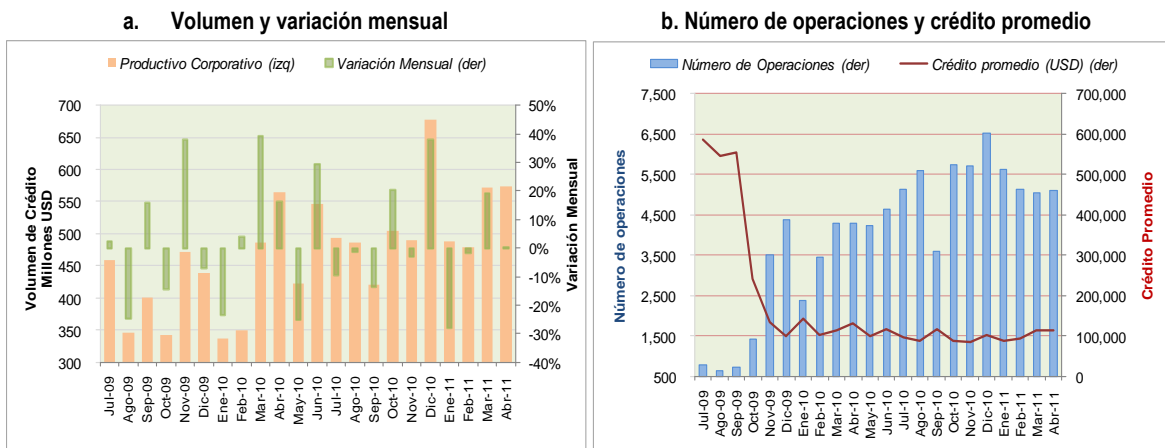 a. Volumen y variación mensual
Productivo Corporativo (izq)
Variación Mensual (der)
Volumen de Crédito
Millones USD
700
650
600
550
500
450
400
350
300
50%
40%
30%
20%
10%
0%
-10%
-20%
-30%
-40%
Variación Mensual
Jul-09
Ago-09
Sep-09
Oct-09
Nov-09
Dic-09
Ene-10
Feb-10
Mar-10
Abr-10
May-10
Jun-10
Jul-10
Ago-10
Sep-10
Oct-10
Nov-10
Dic-10
Ene-11
Feb-11
Mar-11
Abr-11
b. Número de operaciones y crédito promedio
Número de Operaciones (der)
Crédito promedio (USD) (der)
Número de operaciones
7,500
6,500
5,500
4,500
3,500
2,500
1,500
500
700,000
600,000
500,000
400,000
300,000
200,000
100,000
0
Crédito Promedio
Jul-09
Ago-09
Sep-09
Oct-09
Nov-09
Dic-09
Ene-10
Feb-10
Mar-10
Abr-10
May-10
Jun-10
Jul-10
Ago-10
Sep-10
Oct-10
Nov-10
Dic-10
Ene-11
Feb-11
Mar-11
Abr-11